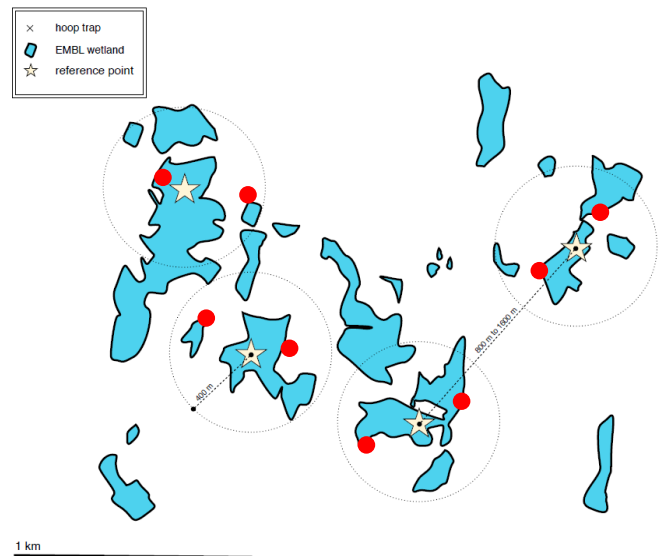 hoop trap
EMBL wetland
reference point
800 m to 1600 m
400 m
1 km